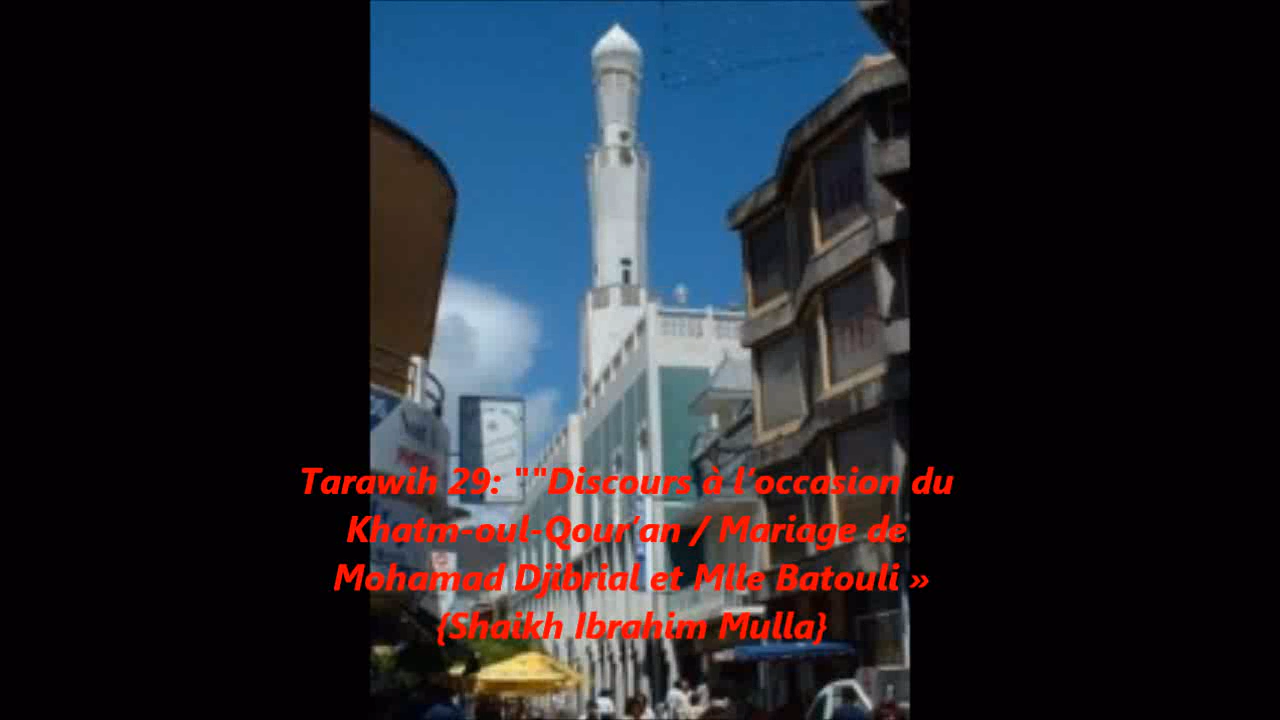 Tarawih 29: ""Discours à l'occasion du
Khatm-oul-Qour'an / Mariage de
Mohamad Djibrial et Mlle Batouli »
{Shaikh Ibrahim Mulla}